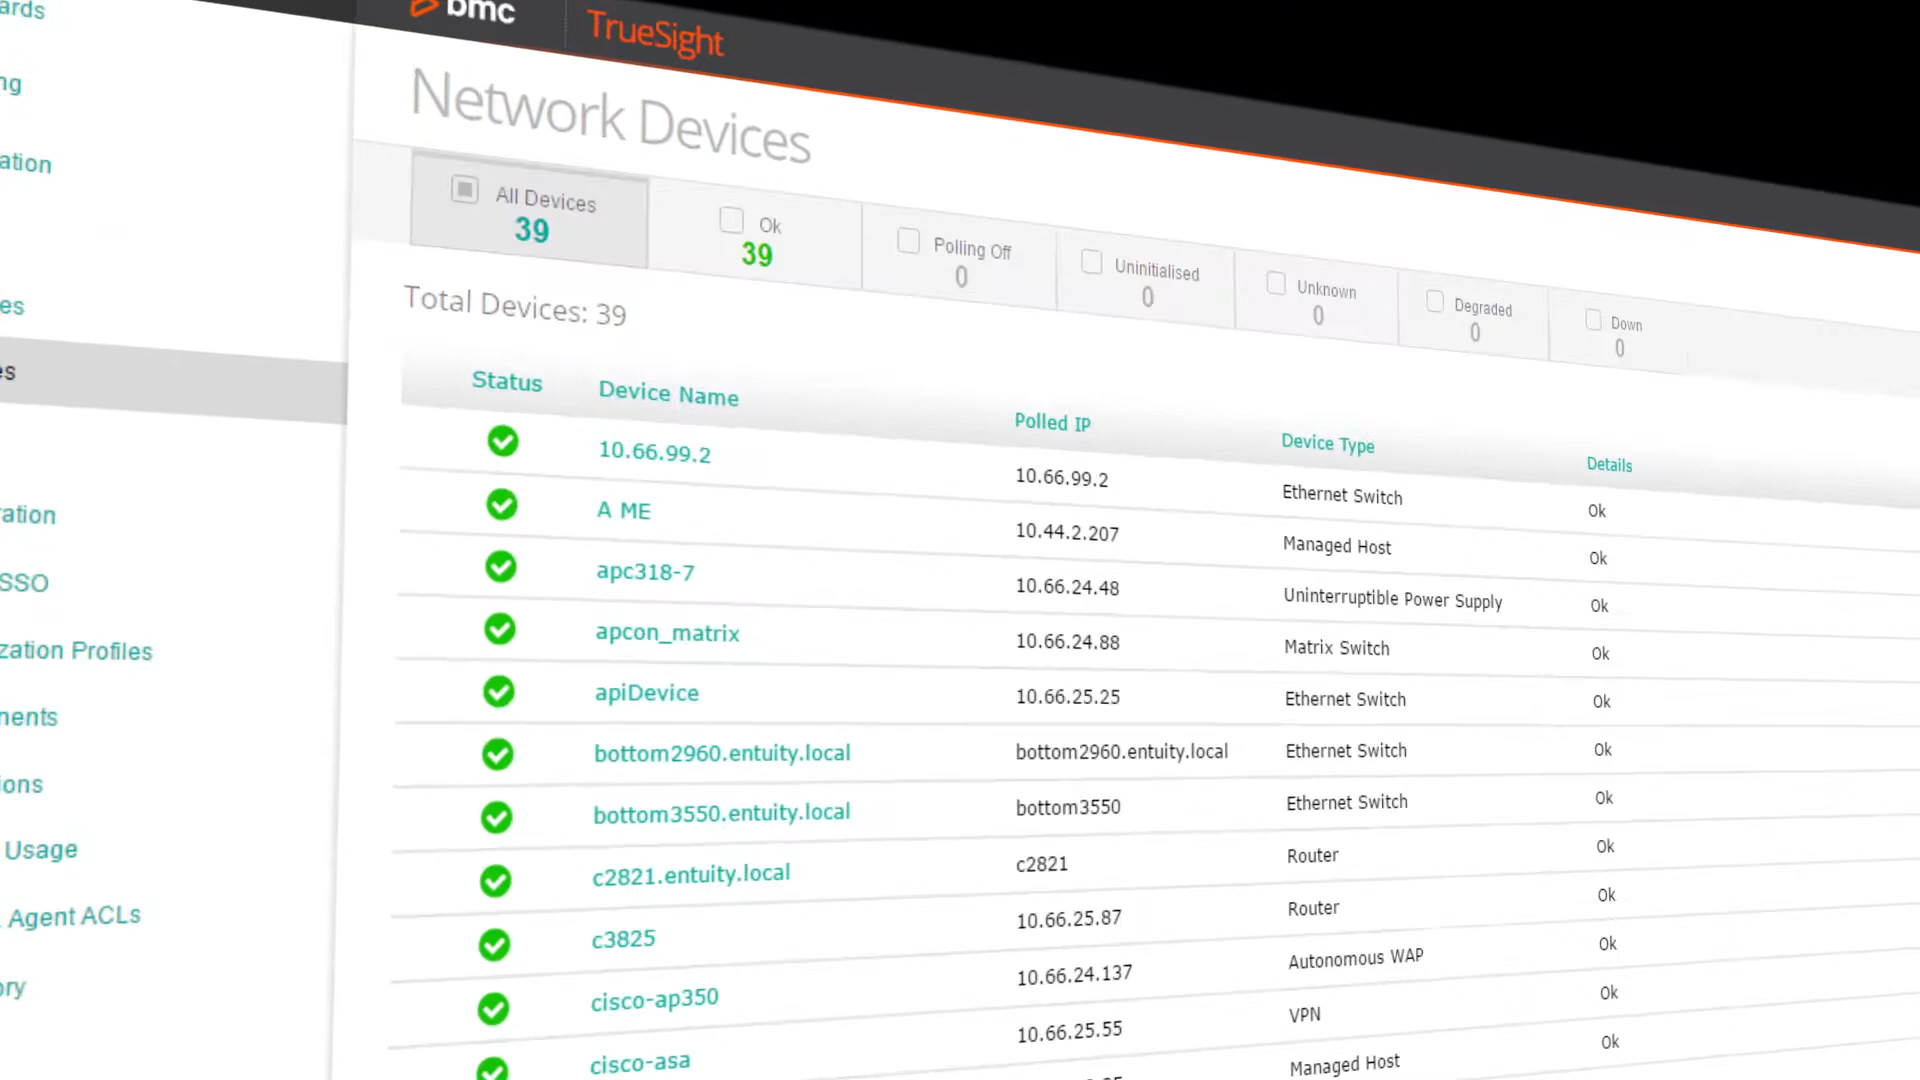 ards
ng
ation
es
es
ration
SSO
zation Profiles
nents
ions
Usage
Agent ACLs
ory
bmc
TrueSight
Network Devices
All Devices
39
Ok
39
Polling Off
0
Uninitialised
0
Unknown
0
Degraded
0
Down
0
Total Devices: 39
Status Device Name Polled IP Device Type Details
10.66.99.2 10.66.99.2 Ethernet Switch Ok
A ME 10.44.2.207 Managed Host Ok
apc318-7 10.66.24.48 Uninterruptible Power Supply Ok
apcon_matrix 10.66.24.88 Matrix Switch Ok
apiDevice 10.66.25.25 Ethernet Switch Ok
bottom2960.entuity.local bottom2960.entuity.local Ethernet Switch Ok
bottom3550.entuity.local bottom3550 Ethernet Switch Ok
c2821.entuity.local c2821 Router Ok
c3825 10.66.25.87 Router Ok
cisco-ap350 10.66.24.137 Autonomous WAP Ok
cisco-asa 10.66.25.55 VPN Ok
Managed Host Ok